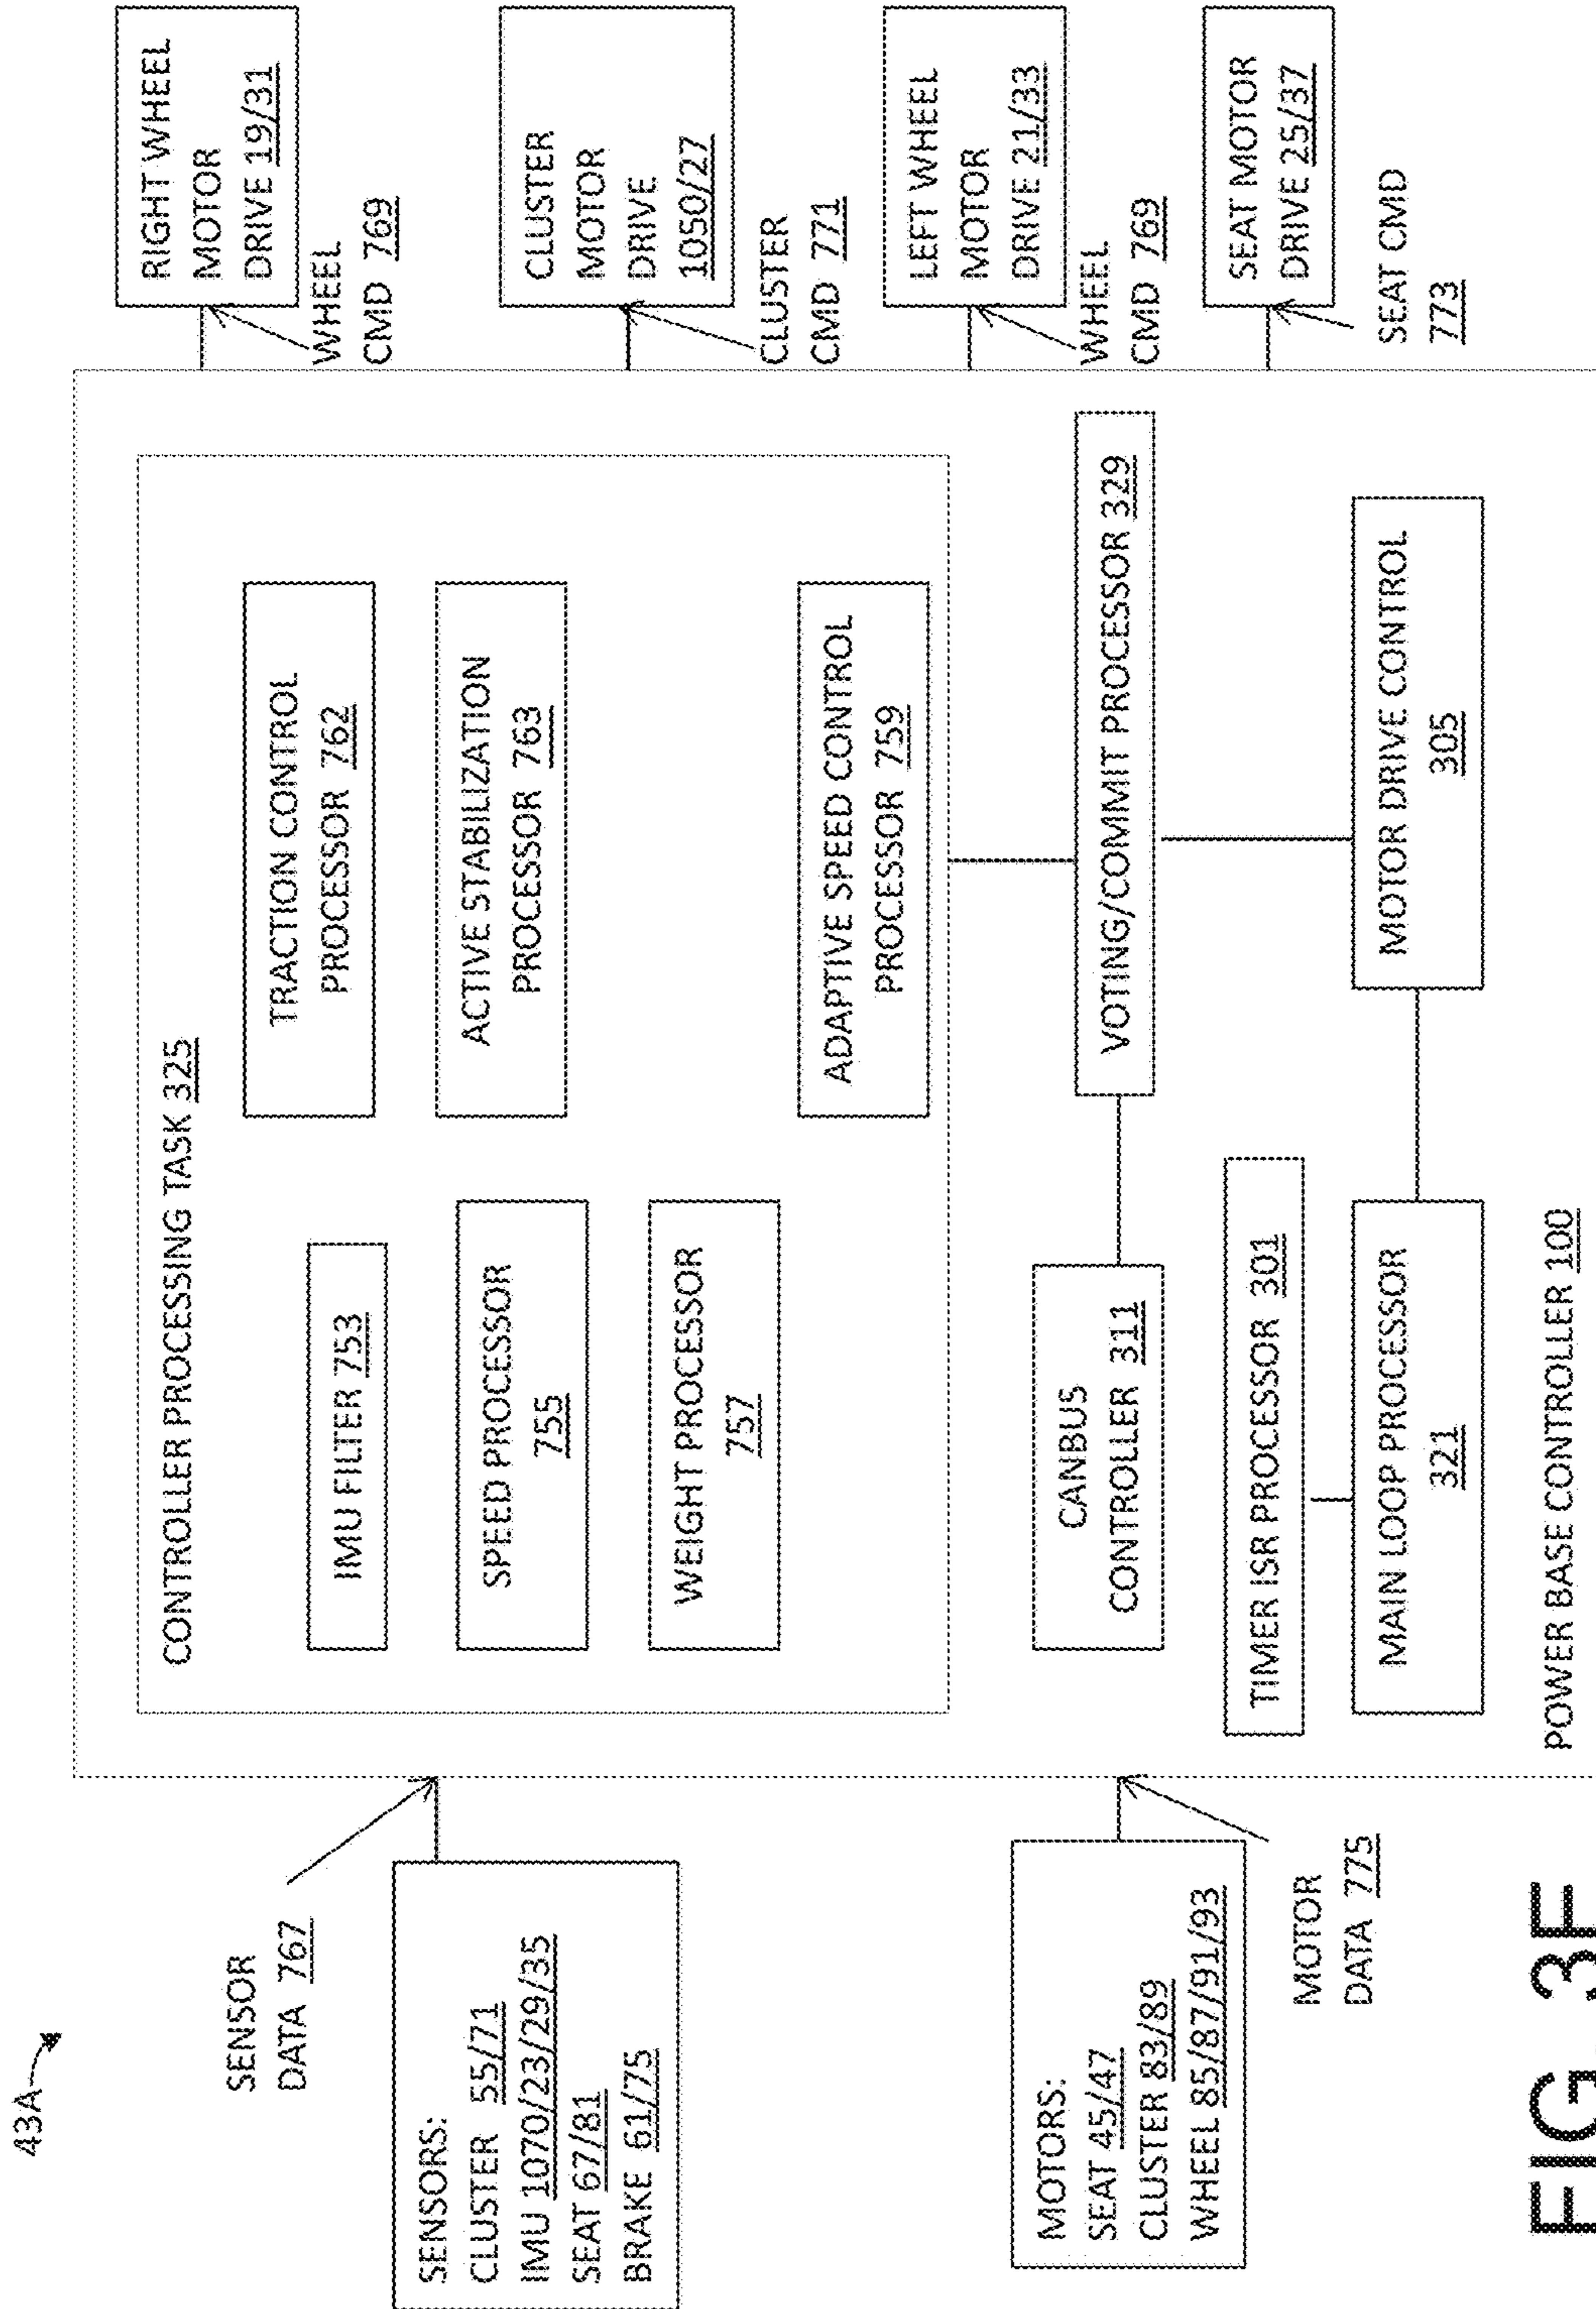 43A
SENSOR
DATA 767
SENSORS:
CLUSTER 55/71
IMU 1070/23/29/35
SEAT 67/81
BRAKE 61/75
MOTORS:
SEAT 45/47
CLUSTER 83/89
WHEEL 85/87/91/93
MOTOR
DATA 775
CONTROLLER PROCESSING TASK 325
IMU FILTER 753
SPEED PROCESSOR
755
WEIGHT PROCESSOR
757
TRACTION CONTROL
PROCESSOR 762
ACTIVE STABILIZATION
PROCESSOR 763
ADAPTIVE SPEED CONTROL
PROCESSOR 759
CANBUS
CONTROLLER 311
VOTING/COMMIT PROCESSOR 329
TIMER ISR PROCESSOR 301
MAIN LOOP PROCESSOR
321
MOTOR DRIVE CONTROL
305
POWER BASE CONTROLLER 100
RIGHT WHEEL
MOTOR
DRIVE 19/31
WHEEL
CMD 769
CLUSTER
MOTOR
DRIVE
1050/27
CLUSTER
CMD 771
LEFT WHEEL
MOTOR
DRIVE 21/33
WHEEL
CMD 769
SEAT MOTOR
DRIVE 25/37
SEAT CMD
773
FIG. 3F